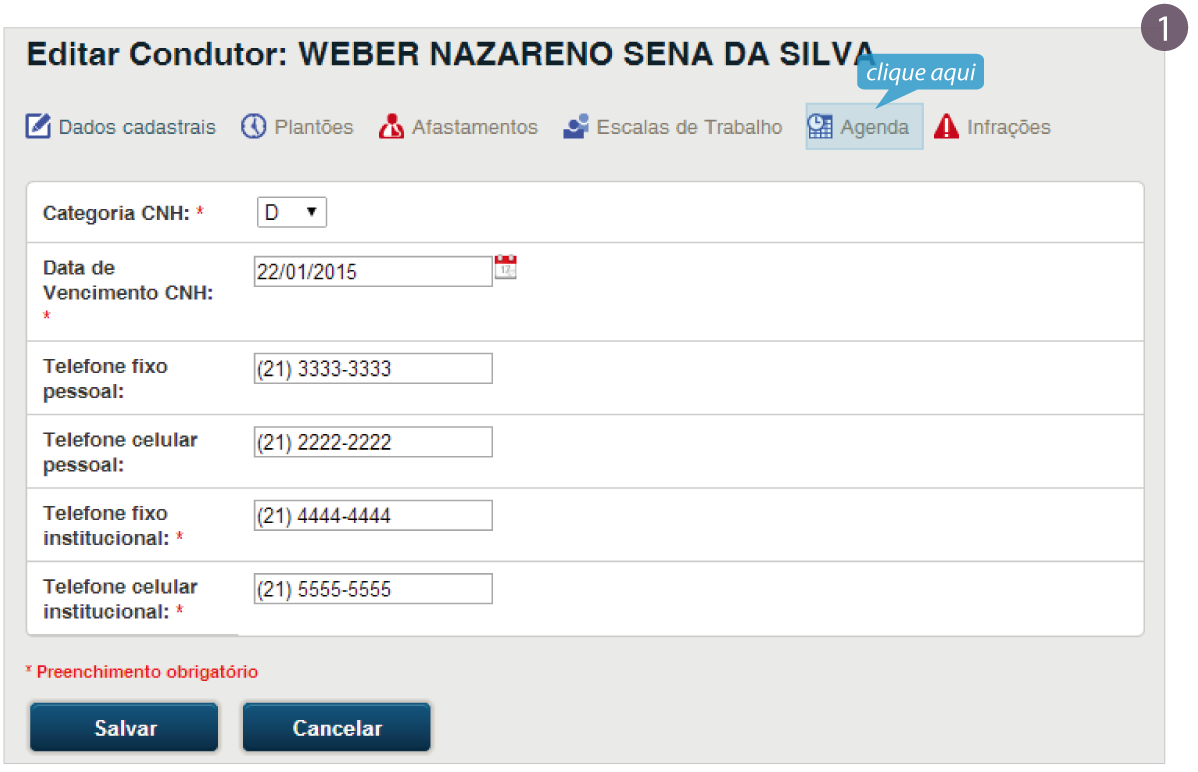 1
Editar Condutor: WEBER NAZARENO SENA DA SILVA
clique aqui
Dados cadastrais Plantões Afastamentos Escalas de Trabalho Agenda Infrações
Categoria CNH: * D
Data de
Vencimento CNH:
*
22/01/2015
17
Telefone fixo
pessoal:
(21) 3333-3333
Telefone celular
pessoal:
(21) 2222-2222
Telefone fixo
institucional: *
(21) 4444-4444
Telefone celular
institucional: *
(21) 5555-5555
* Preenchimento obrigatório
Salvar Cancelar